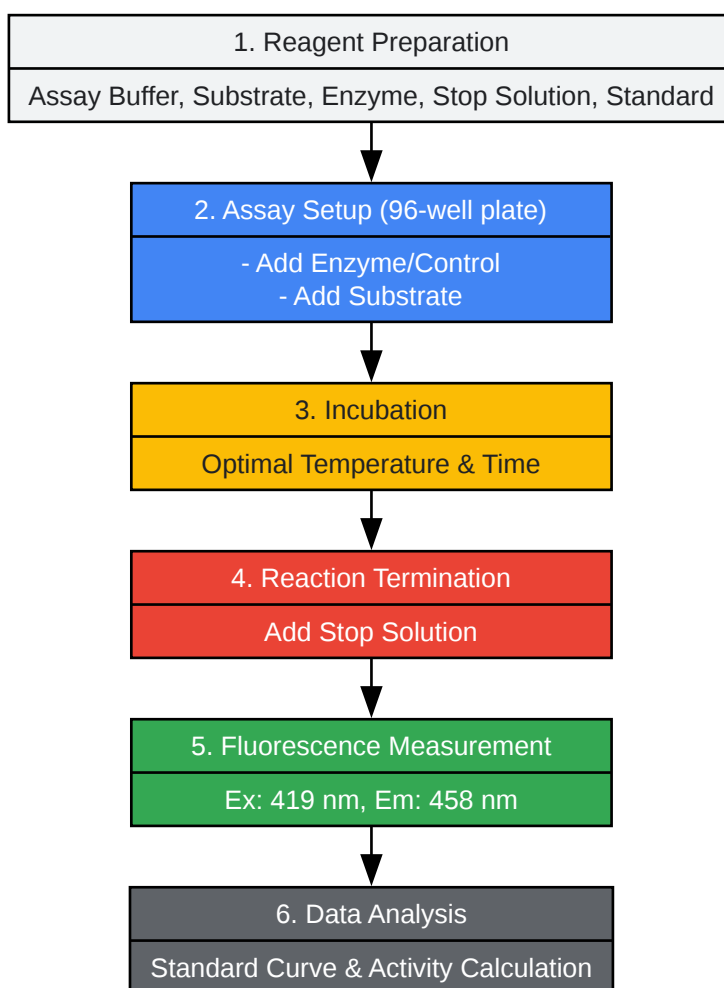 1. Reagent Preparation
Assay Buffer, Substrate, Enzyme, Stop Solution, Standard
2. Assay Setup (96-well plate)
- Add Enzyme/Control
- Add Substrate
3. Incubation
Optimal Temperature & Time
4. Reaction Termination
Add Stop Solution
5. Fluorescence Measurement
Ex: 419 nm, Em: 458 nm
6. Data Analysis
Standard Curve & Activity Calculation